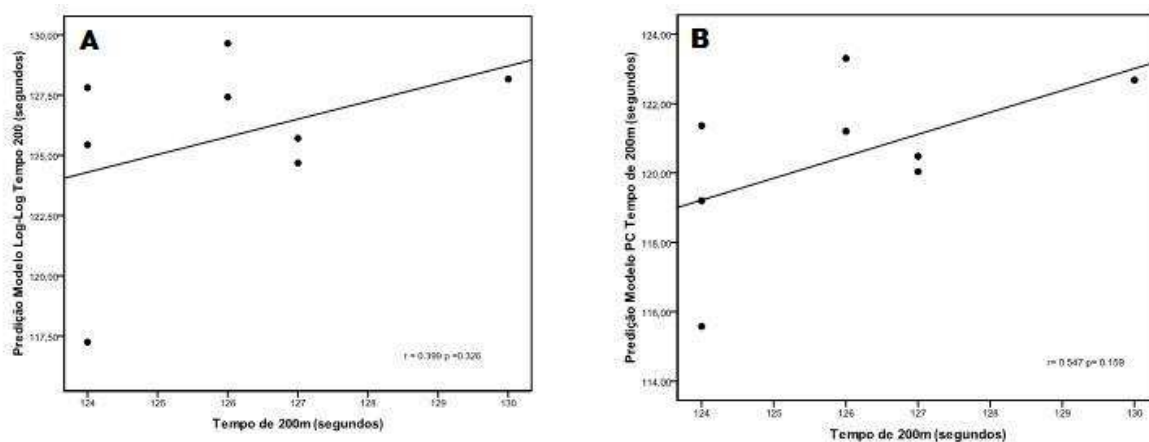 A
Predição Modelo Log-Log Tempo 200 (segundos)
130,00
127,50
125,00
122,50
120,00
117,50
r = 0.399 p =0.326
124 125 126 127 128 129 130
Tempo de 200m (segundos)
B
Predição Modelo PC Tempo de 200m (segundos)
124,00
122,00
120,00
118,00
116,00
114,00
r= 0.547 p= 0.159
124 125 126 127 128 129 130
Tempo de 200m (segundos)